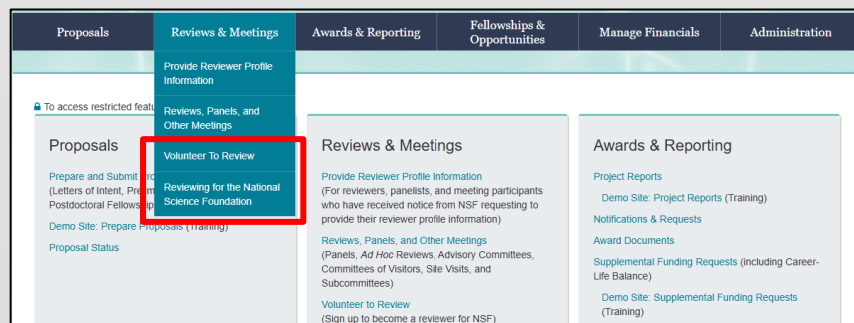 Proposals
Reviews & Meetings
Awards & Reporting
Fellowships &
Opportunities
Manage Financials
Administration
Provide Reviewer Profile
Information
Reviews, Panels, and
Other Meetings
Volunteer To Review
Reviewing for the National
Science Foundation
To access restricted
Proposals
Prepare and Submit
(Letters of Intent,
Postdoctoral
Demo Site: Prepare Proposals (Training)
Proposal Status
Reviews & Meetings
Provide Reviewer Profile Information
(For reviewers, panelists, and meeting participants
who have received notice from NSF requesting to
provide their reviewer profile information)
Reviews, Panels, and Other Meetings
(Panels, Ad Hoc Reviews, Advisory Committees,
Committees of Visitors, Site Visits, and
Subcommittees)
Volunteer to Review
(Sign up to become a reviewer for NSF)
Awards & Reporting
Project Reports
Demo Site: Project Reports (Training)
Notifications & Requests
Award Documents
Supplemental Funding Requests (including Career-
Life Balance)
Demo Site: Supplemental Funding Requests
(Training)